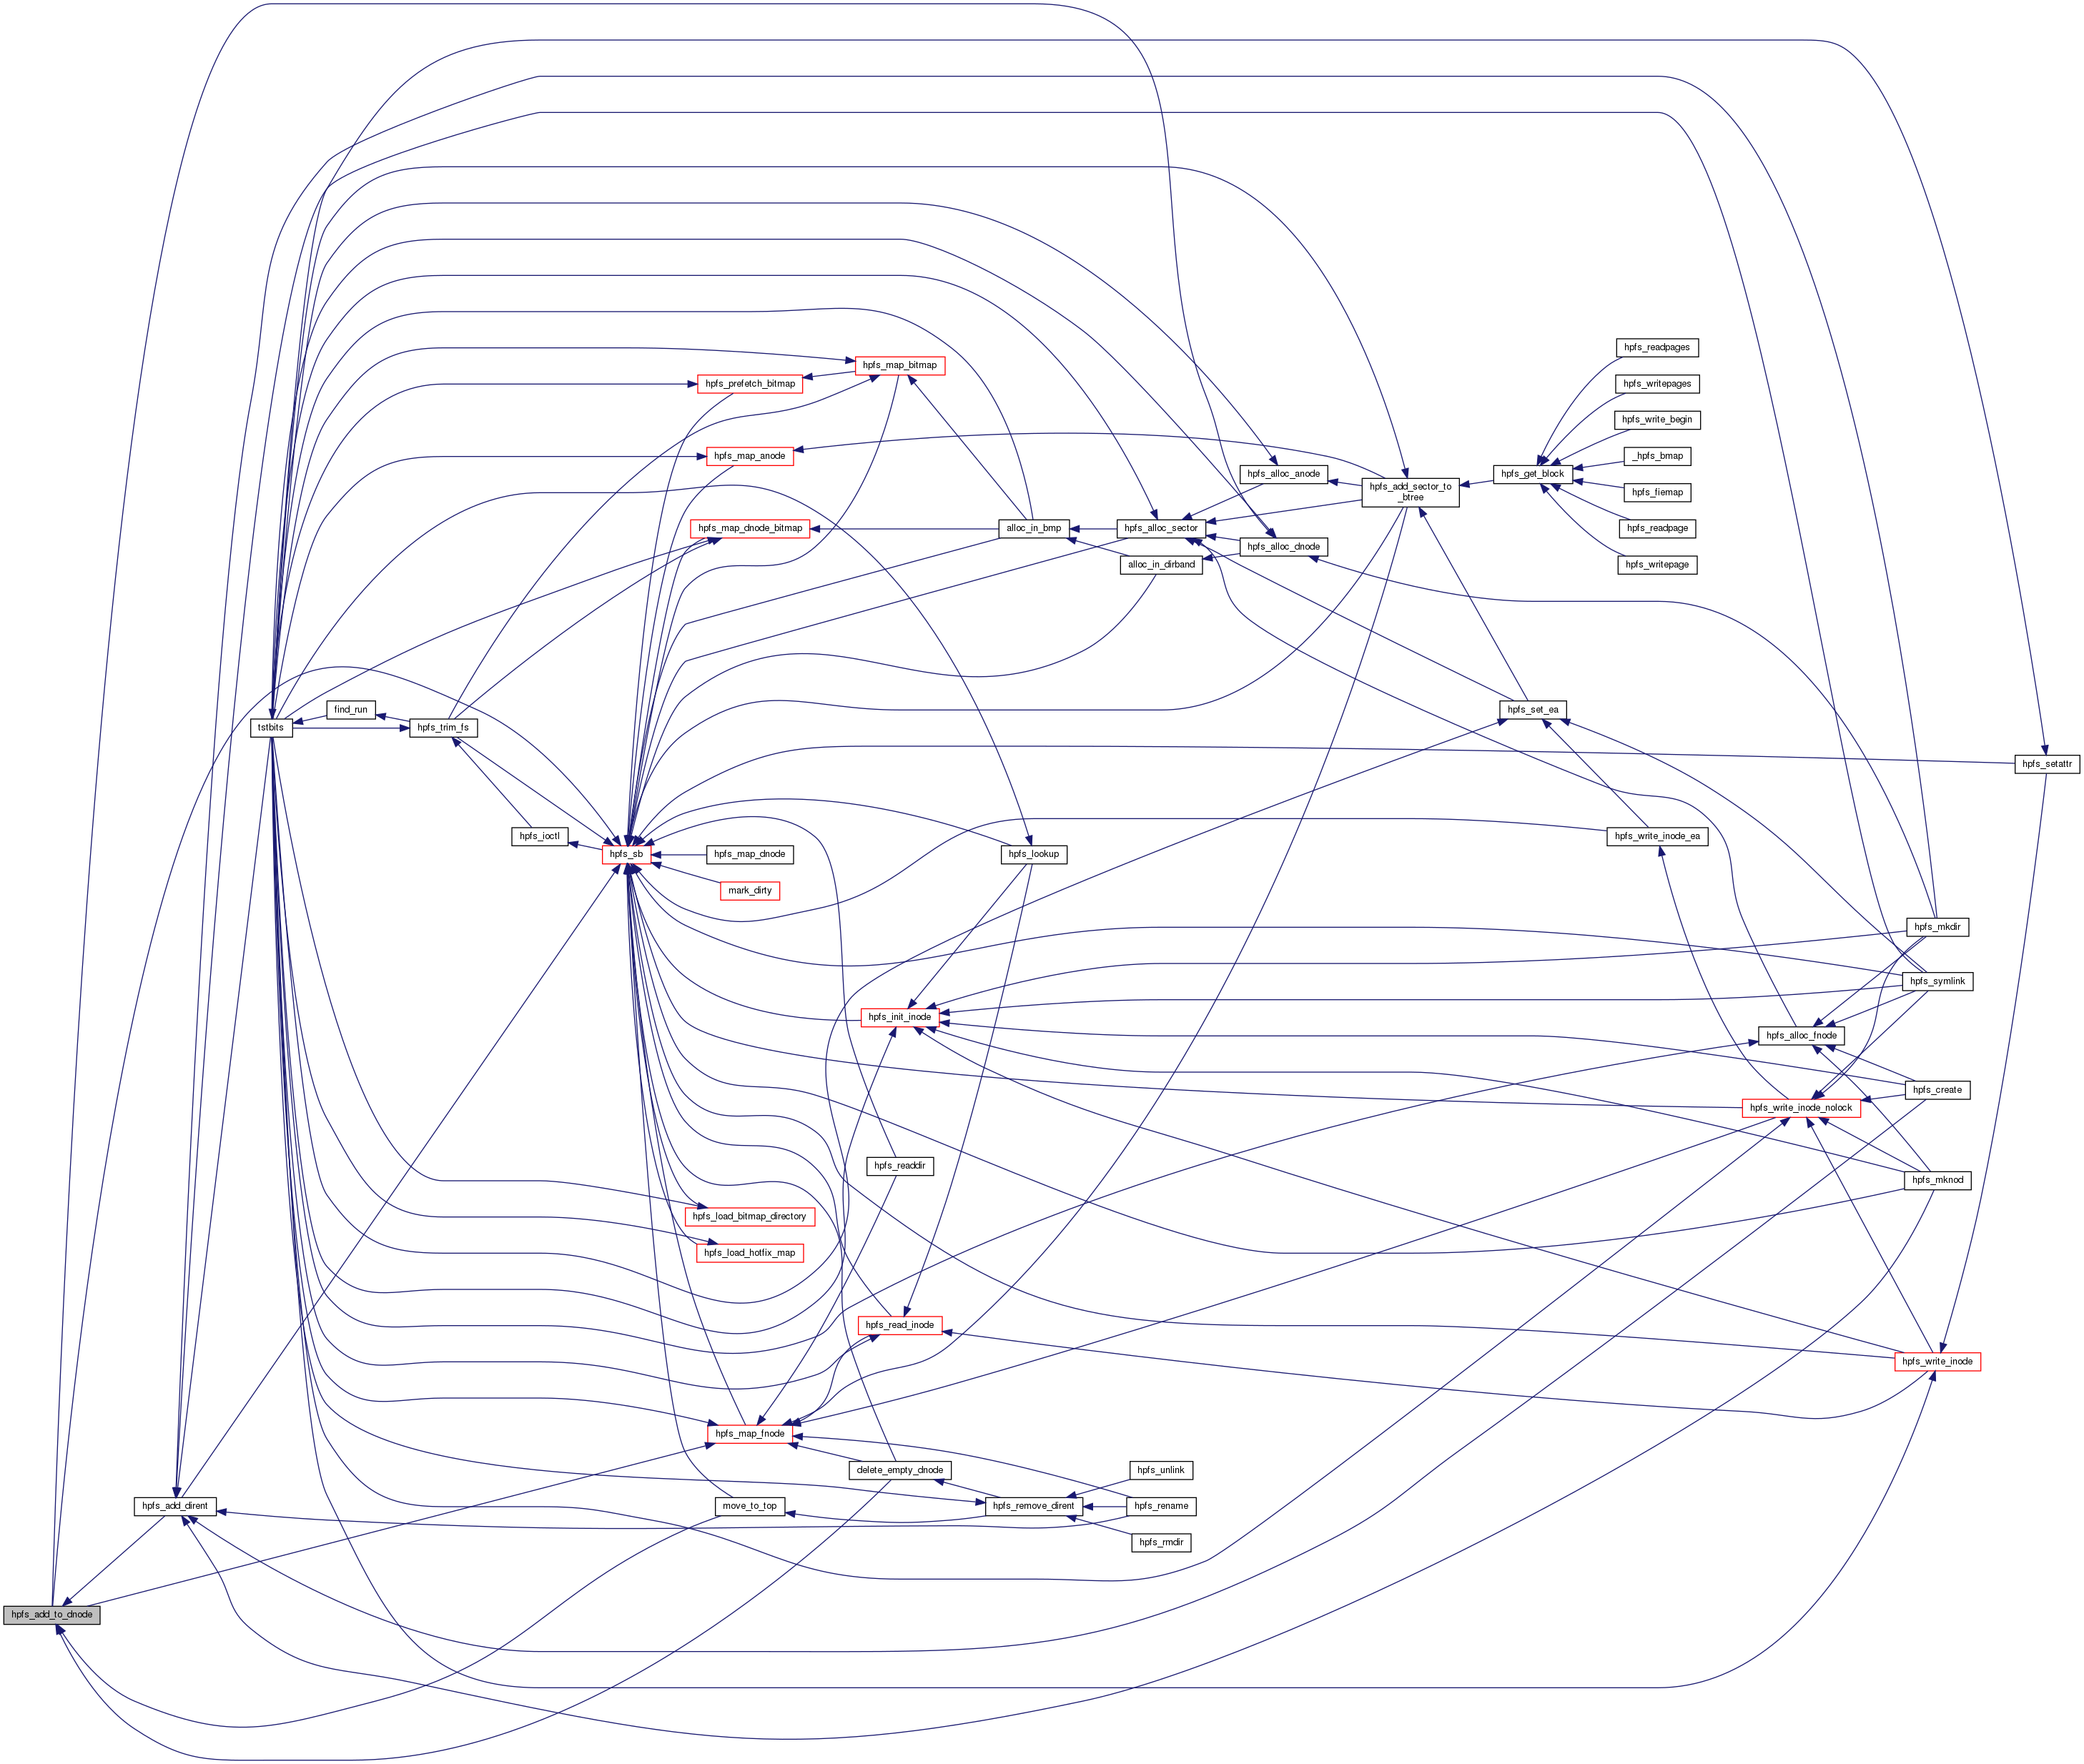 hpfs_readpages
hpfs_map_bitmap
hpfs_prefetch_bitmap
hpfs_writepages
hpfs_write_begin
hpfs_map_anode
_hpfs_bmap
hpfs_alloc_anode
hpfs_get_block
hpfs_add_sector_to
_btree
hpfs_fiemap
hpfs_map_dnode_bitmap
alloc_in_bmp
hpfs_alloc_sector
hpfs_readpage
hpfs_alloc_dnode
alloc_in_dirband
hpfs_writepage
find_run
hpfs_set_ea
tstbits
hpfs_trim_fs
hpfs_setattr
hpfs_ioctl
hpfs_write_inode_ea
hpfs_sb
hpfs_map_dnode
hpfs_lookup
mark_dirty
hpfs_mkdir
hpfs_symlink
hpfs_init_inode
hpfs_alloc_fnode
hpfs_create
hpfs_write_inode_nolock
hpfs_readdir
hpfs_mknod
hpfs_load_bitmap_directory
hpfs_load_hotfix_map
hpfs_read_inode
hpfs_write_inode
hpfs_map_fnode
delete_empty_dnode
hpfs_unlink
hpfs_add_dirent
move_to_top
hpfs_remove_dirent
hpfs_rename
hpfs_rmdir
hpfs_add_to_dnode